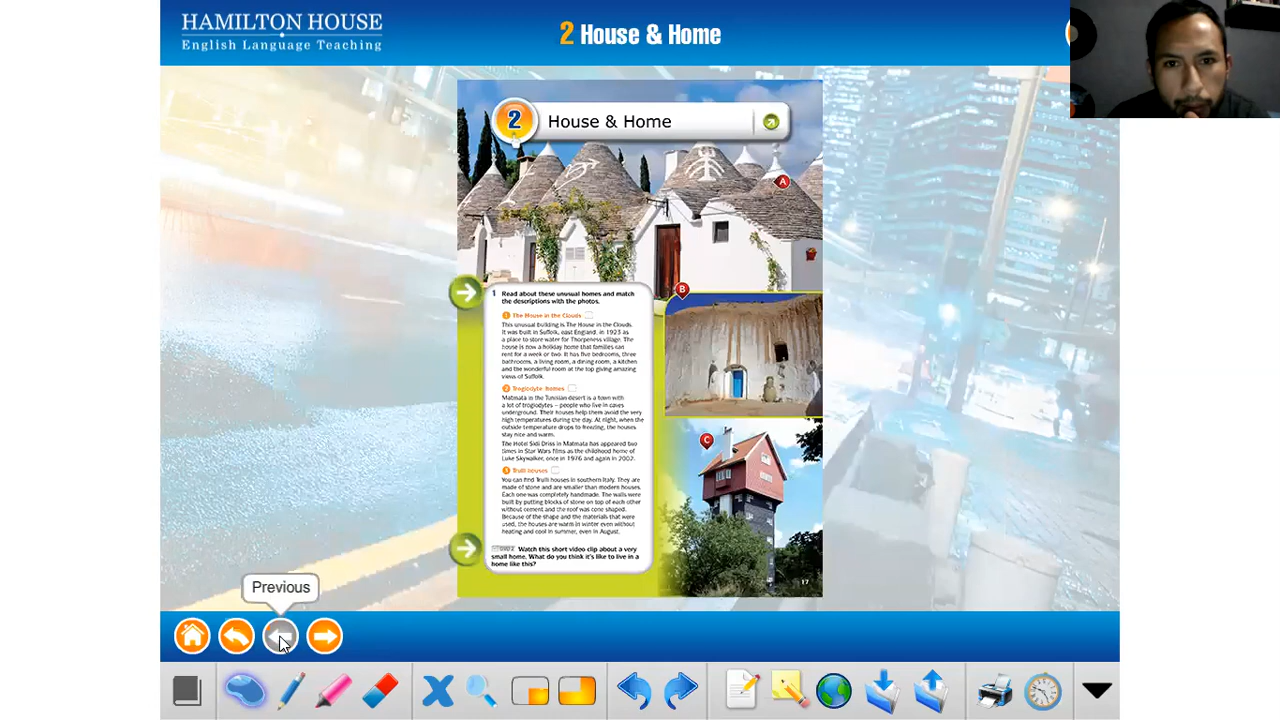 HAMILTON HOUSE
English Language Teaching
2 House & Home
2
House & Home
A
1 Read about these unusual homes and match
the descriptions with the photos.
1 The House in the Clouds
This unusual building is The House in the Clouds.
It was built in Suffolk, east England, in 1923 as
a place to store water for Thorpeness village. The
house is now a holiday home that families can
rent for a week or two. It has five bedrooms, three
bathrooms, a living room, a dining room, a kitchen
and the wonderful room at the top giving amazing
views of Suffolk.
2 Troglodyte homes
Matmata in the Tunisian desert is a town with
a lot of troglodytes – people who live in caves
underground. Their houses help them avoid the very
high temperatures during the day. At night, when the
outside temperature drops to freezing, the houses
stay nice and warm.
The Hotel Sidi Driss in Matmata has appeared two
times in Star Wars films as the childhood home of
Luke Skywalker, once in 1976 and again in 2002.
3 Trulli houses
You can find Trulli houses in southern Italy. They are
made of stone and are smaller than modern houses.
Each one was completely handmade. The walls were
built by putting blocks of stone on top of each other
without cement and the roof was cone shaped.
Because of the shape and the materials that were
used, the houses are warm in winter even without
heating and cool in summer, even in August.
Watch this short video clip about a very
small home. What do you think it's like to live in a
home like this?
B
C
17
Previous